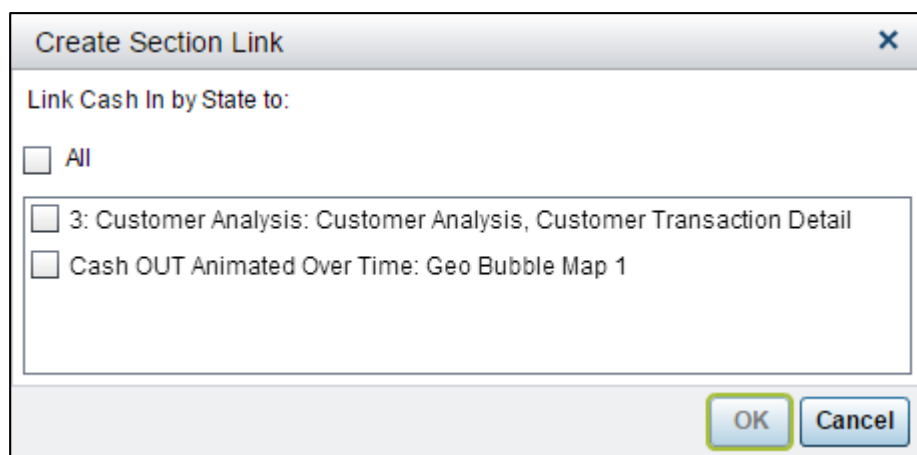 Create Section Link
Link Cash In by State to:
All
3: Customer Analysis: Customer Analysis, Customer Transaction Detail
Cash OUT Animated Over Time: Geo Bubble Map 1
OK Cancel